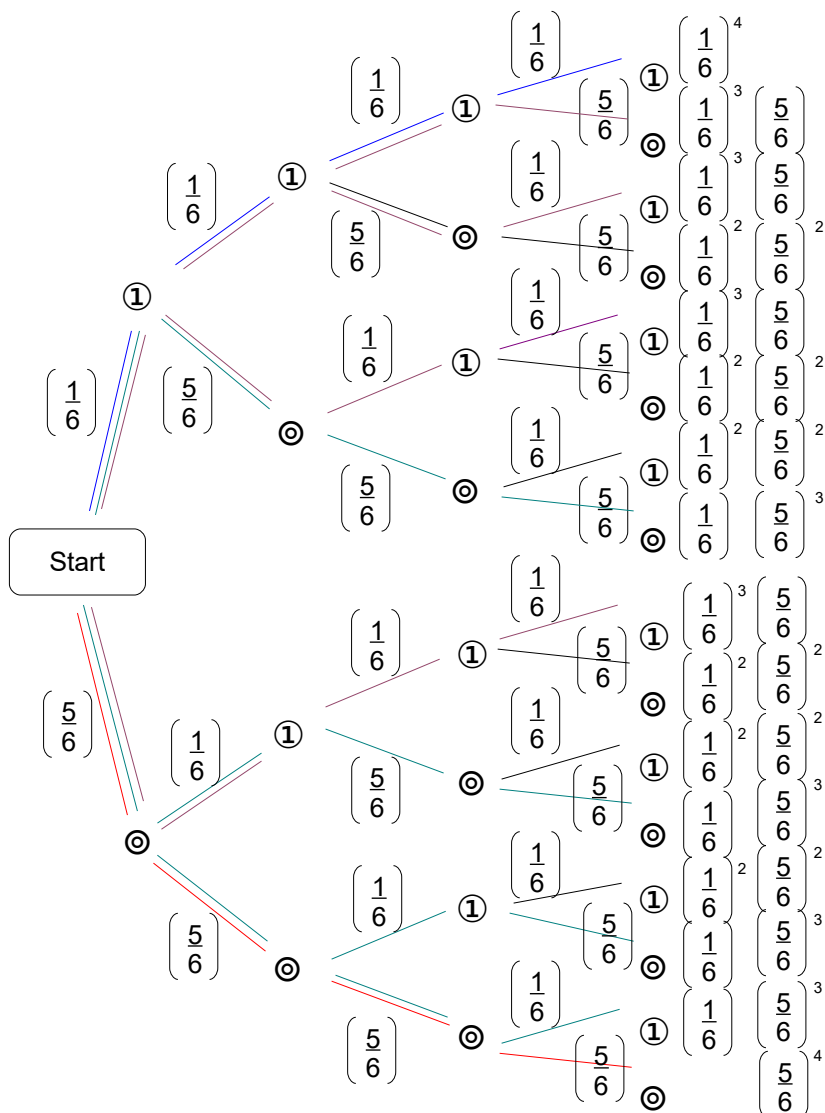 (1/6) (1/6)⁴
(1/6) ① ① (5/6) (1/6)³ (5/6)
◎
(1/6) ① (1/6) (1/6)³ (5/6)
①
(5/6) ◎ (5/6) (1/6)² (5/6)²
◎
① (1/6) (1/6)³ (5/6)
(1/6) ① ①
(1/6) (5/6) (5/6) (1/6)² (5/6)²
◎ ◎
(1/6) (1/6)² (5/6)²
(5/6) ◎ ①
(5/6) (1/6) (5/6)³
◎
Start
(1/6) (1/6)³ (5/6)
(1/6) ① ①
(5/6) (1/6)² (5/6)²
◎
(5/6) (1/6) ① (1/6) (1/6)² (5/6)²
(5/6) ◎ ①
(5/6) (1/6) (5/6)³
◎ ◎
(1/6) (1/6) (1/6)² (5/6)²
① ①
(5/6) (5/6) (1/6) (5/6)³
◎ ◎
(1/6) (1/6) (5/6)³
◎ ①
(5/6) (5/6) (5/6)⁴
◎